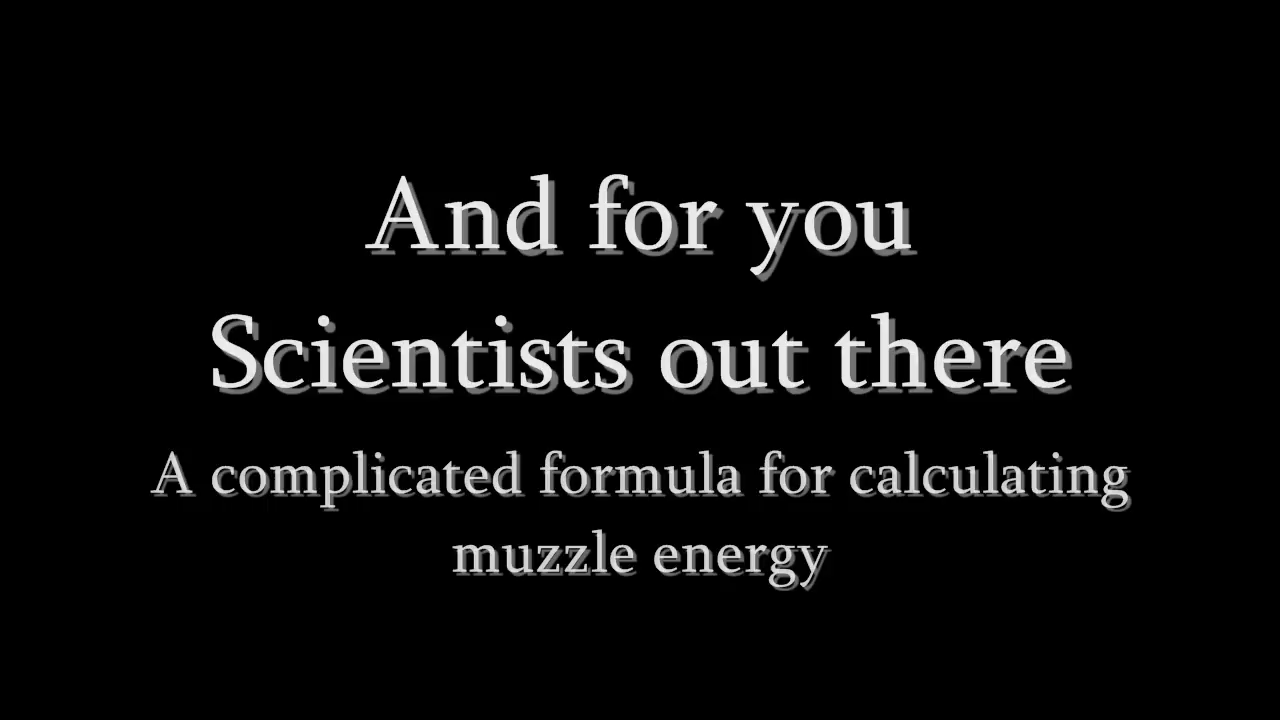 And for you
Scientists out there
A complicated formula for calculating
muzzle energy